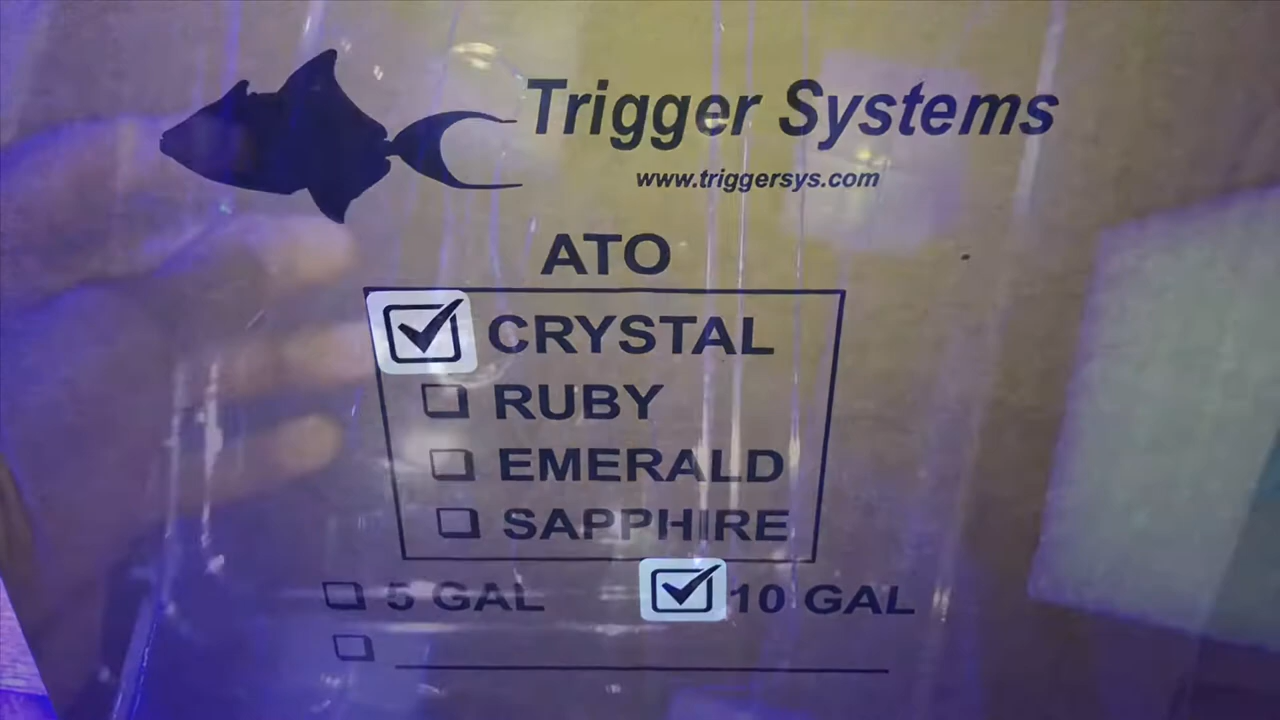 Trigger Systems
www.triggersys.com
ATO
CRYSTAL
RUBY
EMERALD
SAPPHIRE
5 GAL 10 GAL